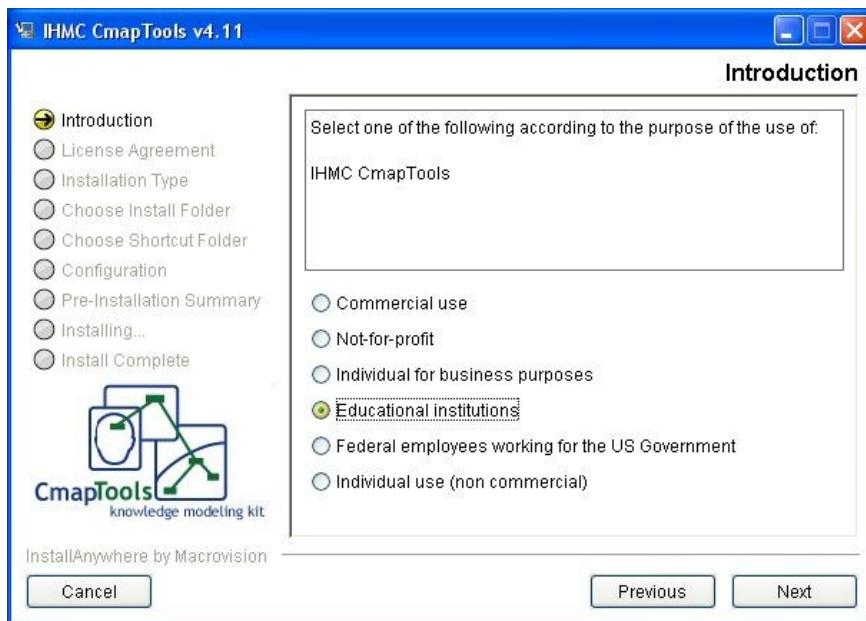 IHMC CmapTools v4.11
Introduction
Introduction
License Agreement
Installation Type
Choose Install Folder
Choose Shortcut Folder
Configuration
Pre-Installation Summary
Installing...
Install Complete
CmapTools
knowledge modeling kit
Select one of the following according to the purpose of the use of:
IHMC CmapTools
Commercial use
Not-for-profit
Individual for business purposes
Educational institutions
Federal employees working for the US Government
Individual use (non commercial)
InstallAnywhere by Macrovision
Cancel
Previous
Next